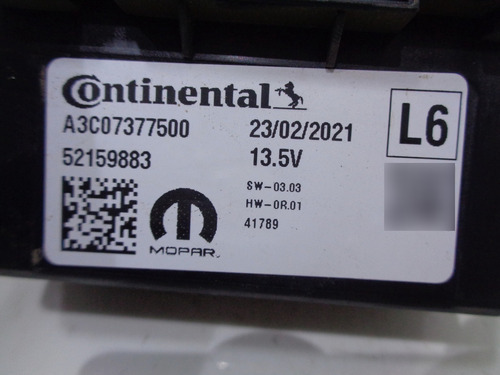 Continental
A3C07377500 23/02/2021 L6
52159883 13.5V
SW-03.03
HW-0R.01
41789
MOPAR